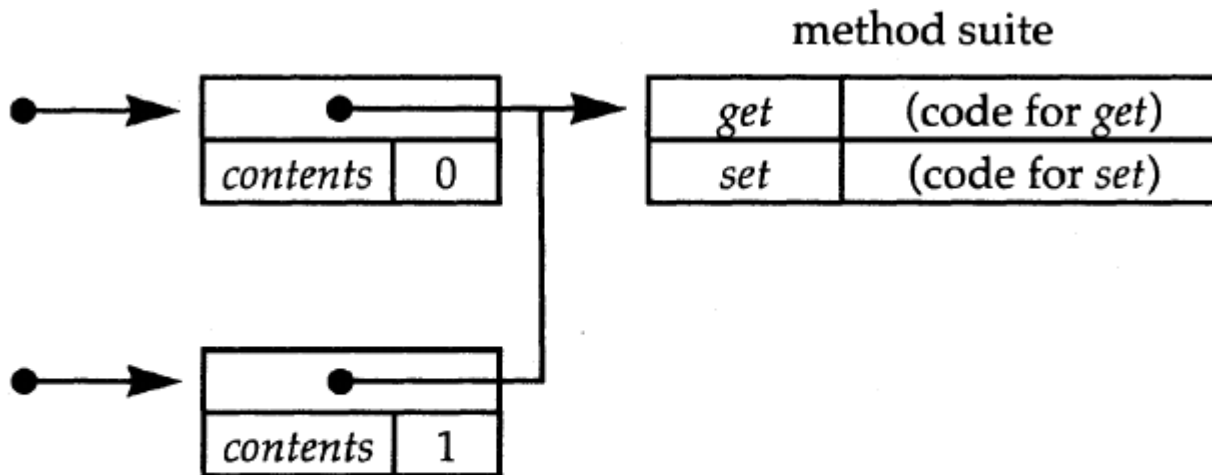 method suite
get (code for get)
contents 0 set (code for set)
contents 1